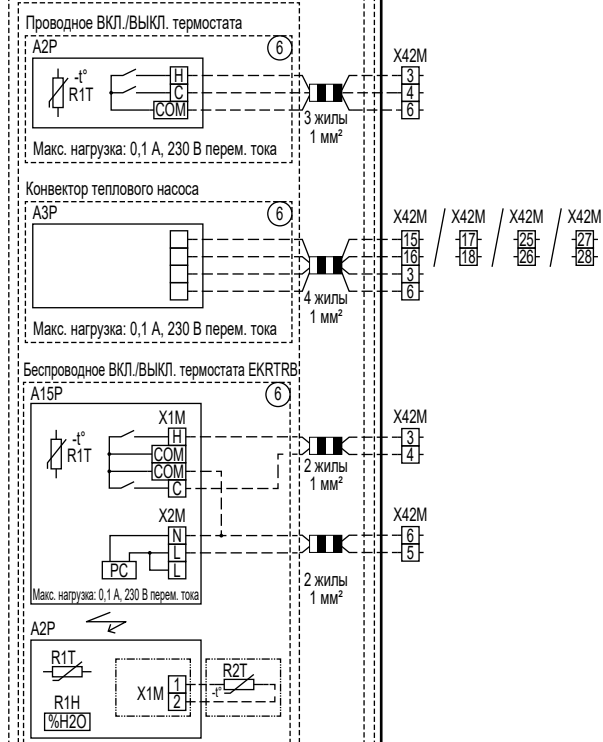 Проводное ВКЛ./ВЫКЛ. термостата
A2P
6
-t°
R1T
H
C
COM
3 жилы
1 мм²
X42M
3
4
6
Макс. нагрузка: 0,1 А, 230 В перем. тока
Конвектор теплового насоса
A3P
6
4 жилы
1 мм²
X42M / X42M / X42M / X42M
15 17 25 27
16 18 26 28
3
6
Макс. нагрузка: 0,1 А, 230 В перем. тока
Беспроводное ВКЛ./ВЫКЛ. термостата EKRTRB
A15P
6
X1M
-t°
R1T
H
COM
COM
C
2 жилы
1 мм²
X42M
3
4
X2M
N
L
L
PC
2 жилы
1 мм²
X42M
6
5
Макс. нагрузка: 0,1 А, 230 В перем. тока
A2P
R1T
R1H
%H2O
X1M
1
2
R2T
-t°